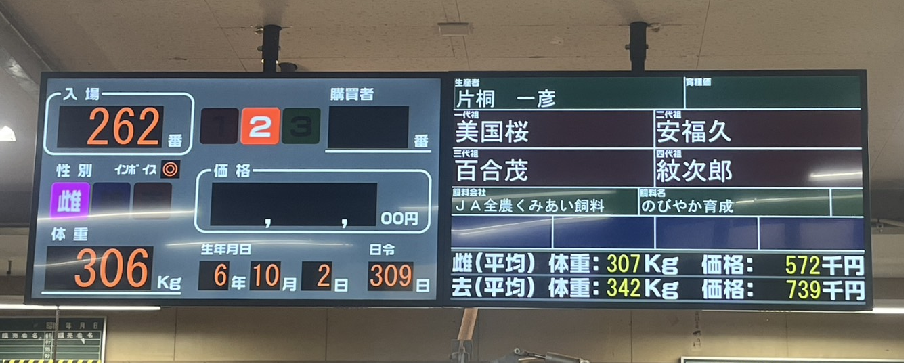 入場
262番
1 2 3
購買者
番
性別 インボイス ◎
雌
価格
, , 00円
体重
306Kg
生年月日
6年10月2日
日令
309日
生産者
片桐 一彦
育種価
一代祖
美国桜
二代祖
安福久
三代祖
百合茂
四代祖
紋次郎
飼料会社
JA全農くみあい飼料
飼料名
のびやか育成
雌(平均) 体重:307Kg 価格: 572千円
去(平均) 体重:342Kg 価格: 739千円